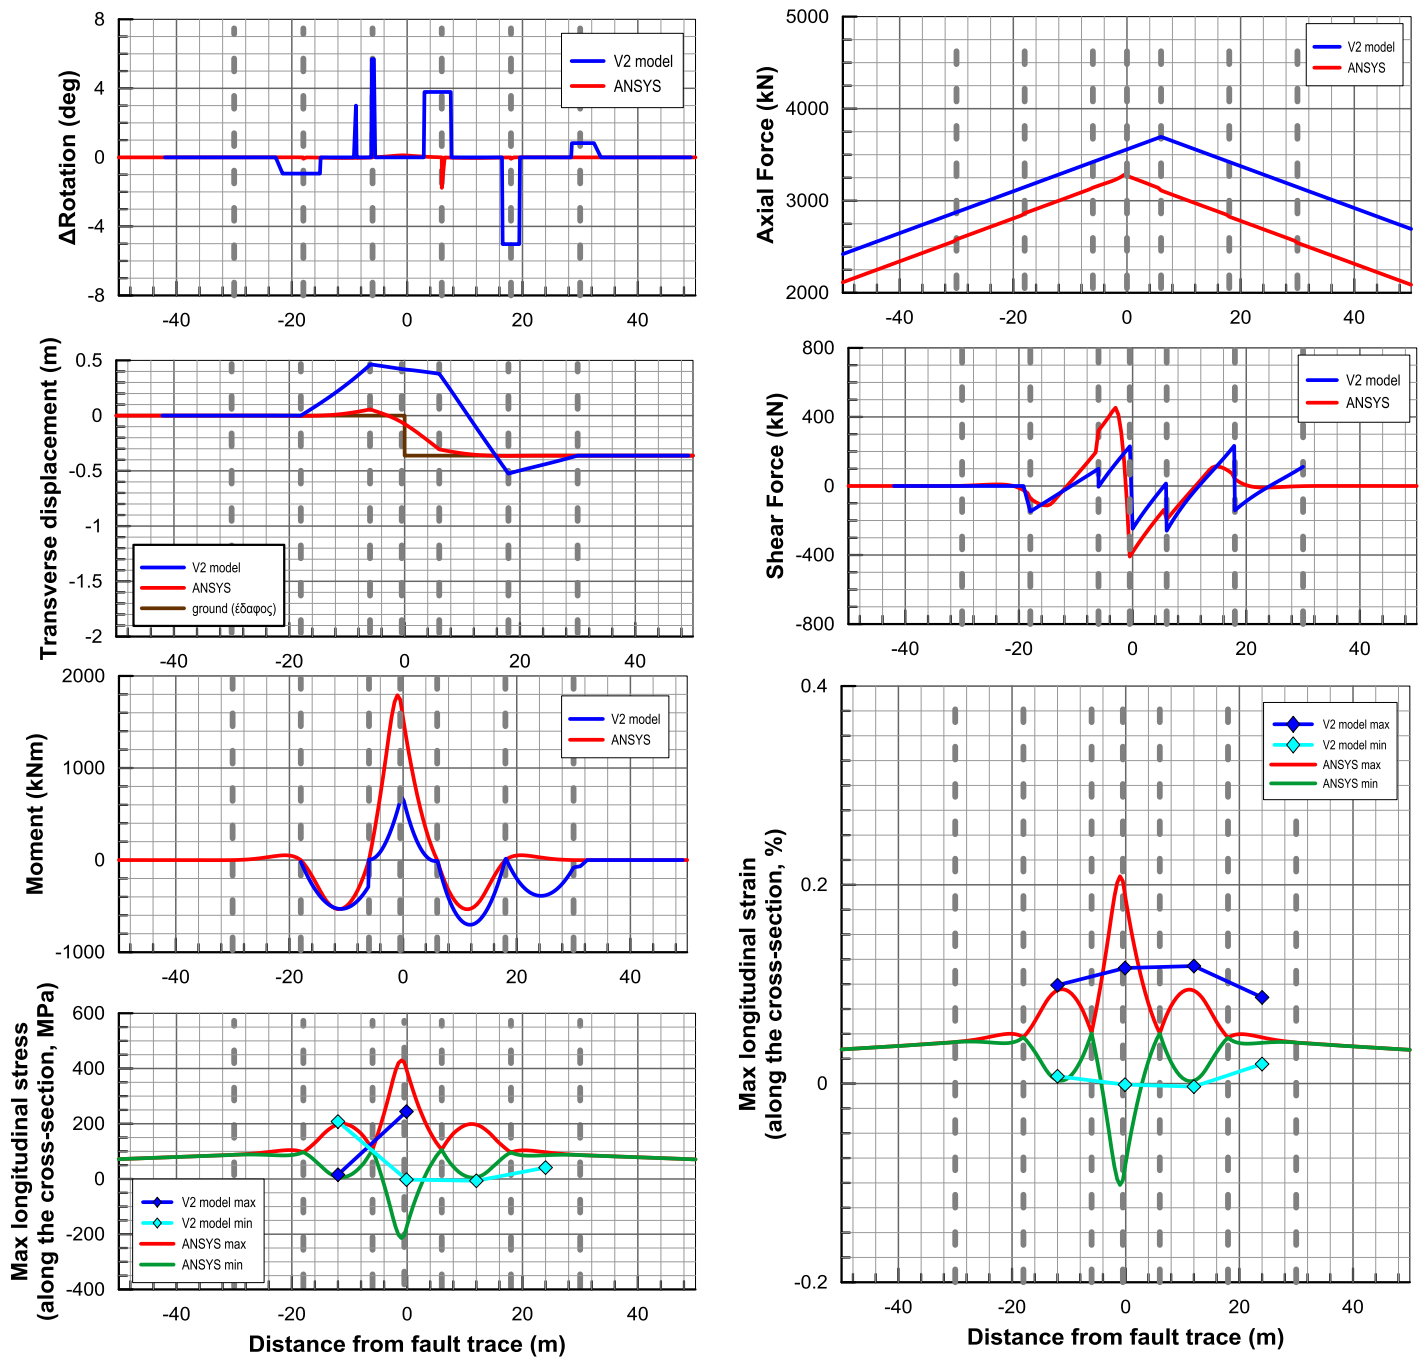 ΔRotation (deg)
8
4
0
-4
-8
-40
-20
0
20
40
V2 model
ANSYS
Axial Force (kN)
5000
4000
3000
2000
-40
-20
0
20
40
V2 model
ANSYS
Transverse displacement (m)
0.5
0
-0.5
-1
-1.5
-2
-40
-20
0
20
40
V2 model
ANSYS
ground (έδαφος)
Shear Force (kN)
800
400
0
-400
-800
-40
-20
0
20
40
V2 model
ANSYS
Moment (kNm)
2000
1000
0
-1000
-40
-20
0
20
40
V2 model
ANSYS
Max longitudinal stress
(along the cross-section, MPa)
600
400
200
0
-200
-400
-40
-20
0
20
40
V2 model max
V2 model min
ANSYS max
ANSYS min
Distance from fault trace (m)
Max longitudinal strain
(along the cross-section, %)
0.4
0.2
0
-0.2
-40
-20
0
20
40
V2 model max
V2 model min
ANSYS max
ANSYS min
Distance from fault trace (m)